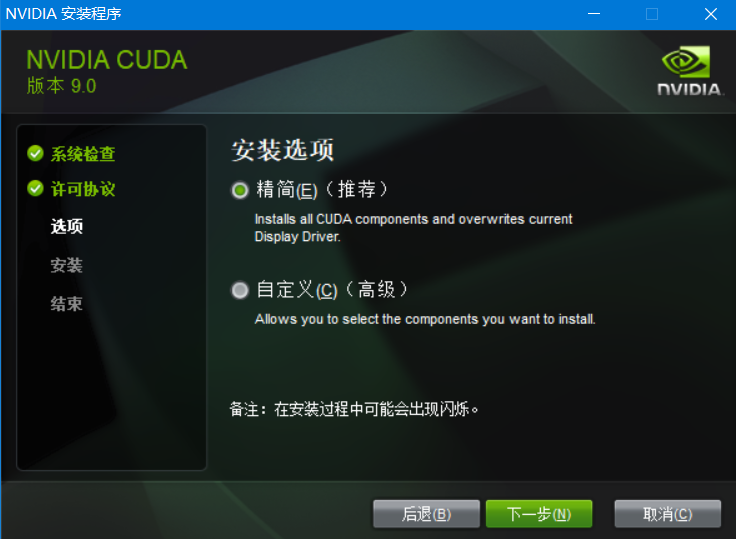 NVIDIA 安装程序
NVIDIA CUDA
版本 9.0
NVIDIA.
系统检查
许可协议
选项
安装
结束
安装选项
精简(E)（推荐）
Installs all CUDA components and overwrites current
Display Driver.
自定义(C)（高级）
Allows you to select the components you want to install.
备注：在安装过程中可能会出现闪烁。
后退(B)
下一步(N)
取消(C)